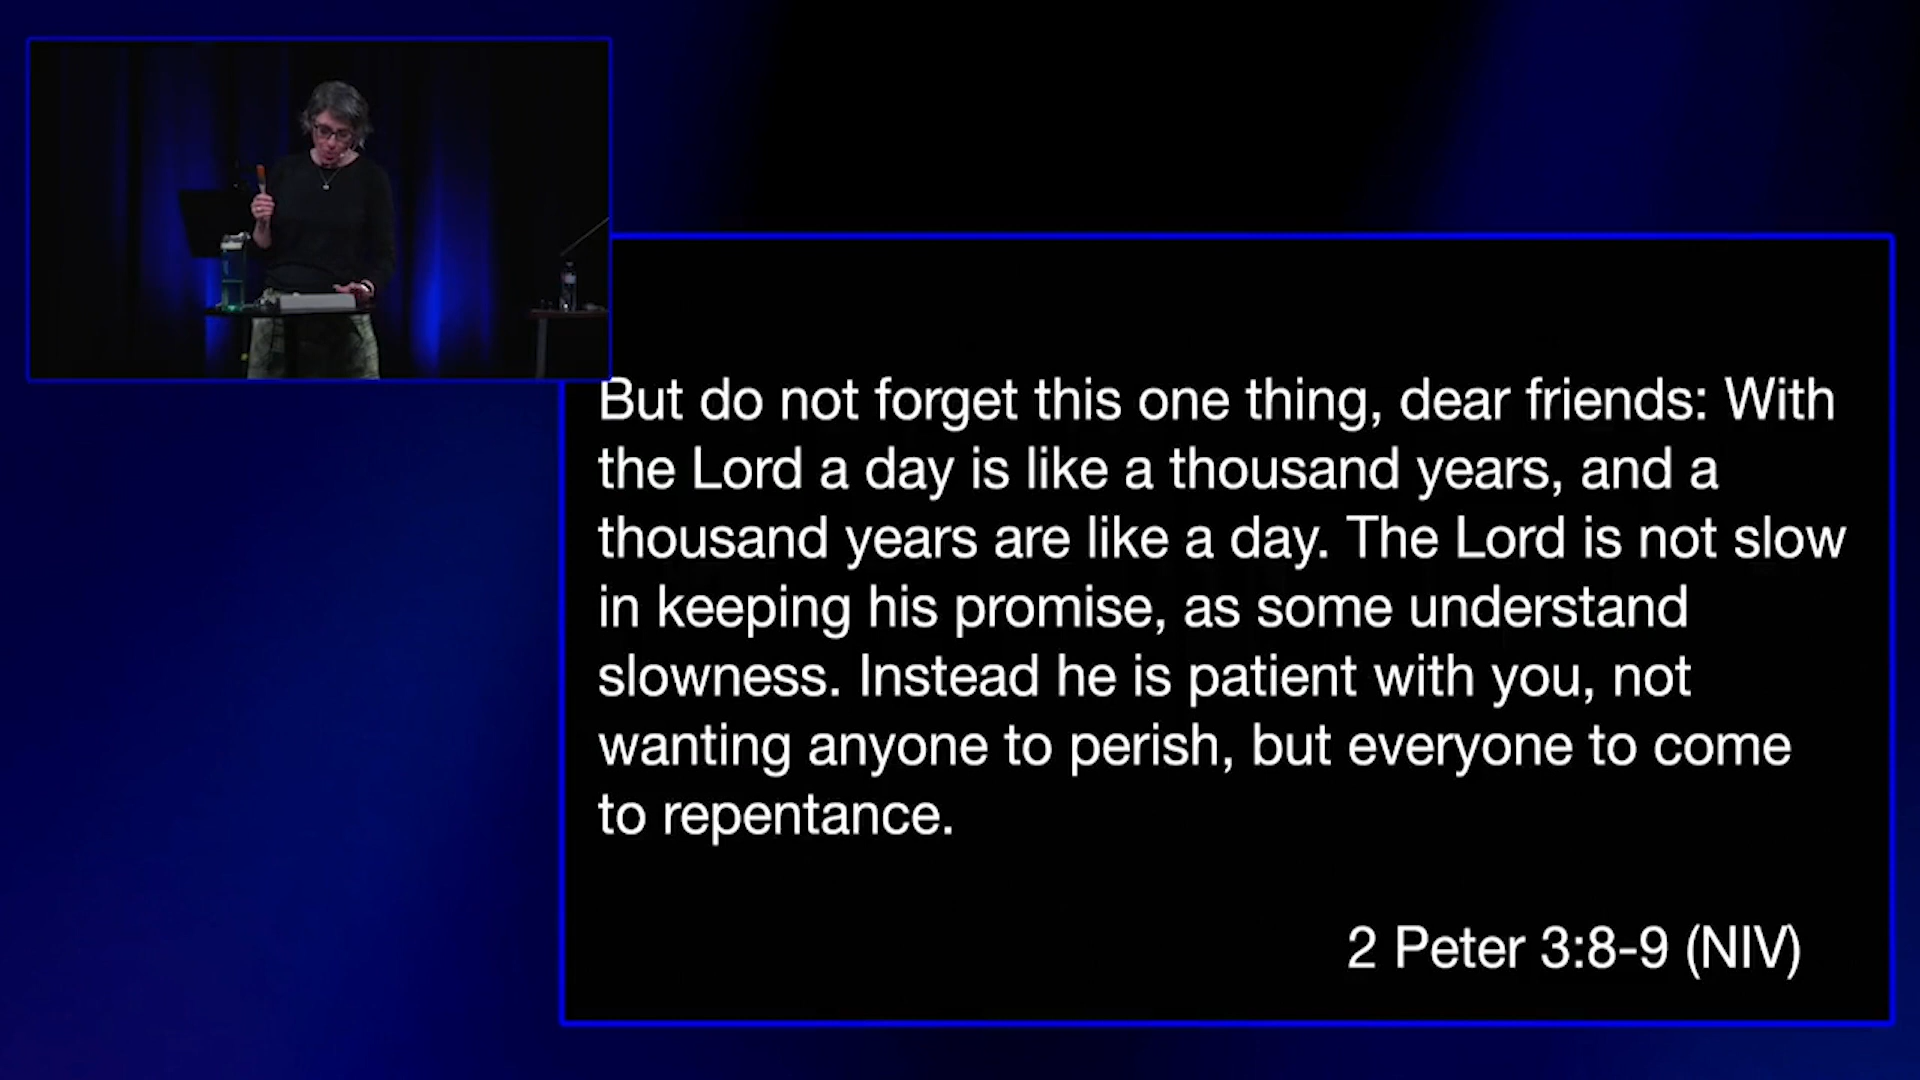 But do not forget this one thing, dear friends: With
the Lord a day is like a thousand years, and a
thousand years are like a day. The Lord is not slow
in keeping his promise, as some understand
slowness. Instead he is patient with you, not
wanting anyone to perish, but everyone to come
to repentance.
2 Peter 3:8-9 (NIV)